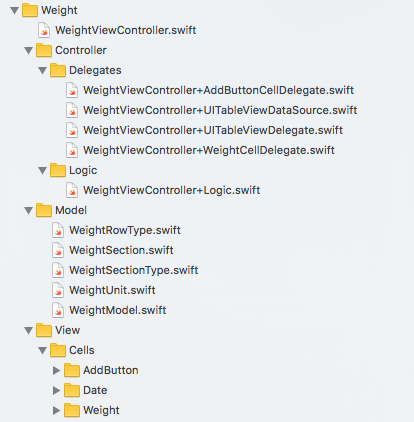 Weight
WeightViewController.swift
Controller
Delegates
WeightViewController+AddButtonCellDelegate.swift
WeightViewController+UITableViewDataSource.swift
WeightViewController+UITableViewDelegate.swift
WeightViewController+WeightCellDelegate.swift
Logic
WeightViewController+Logic.swift
Model
WeightRowType.swift
WeightSection.swift
WeightSectionType.swift
WeightUnit.swift
WeightModel.swift
View
Cells
AddButton
Date
Weight